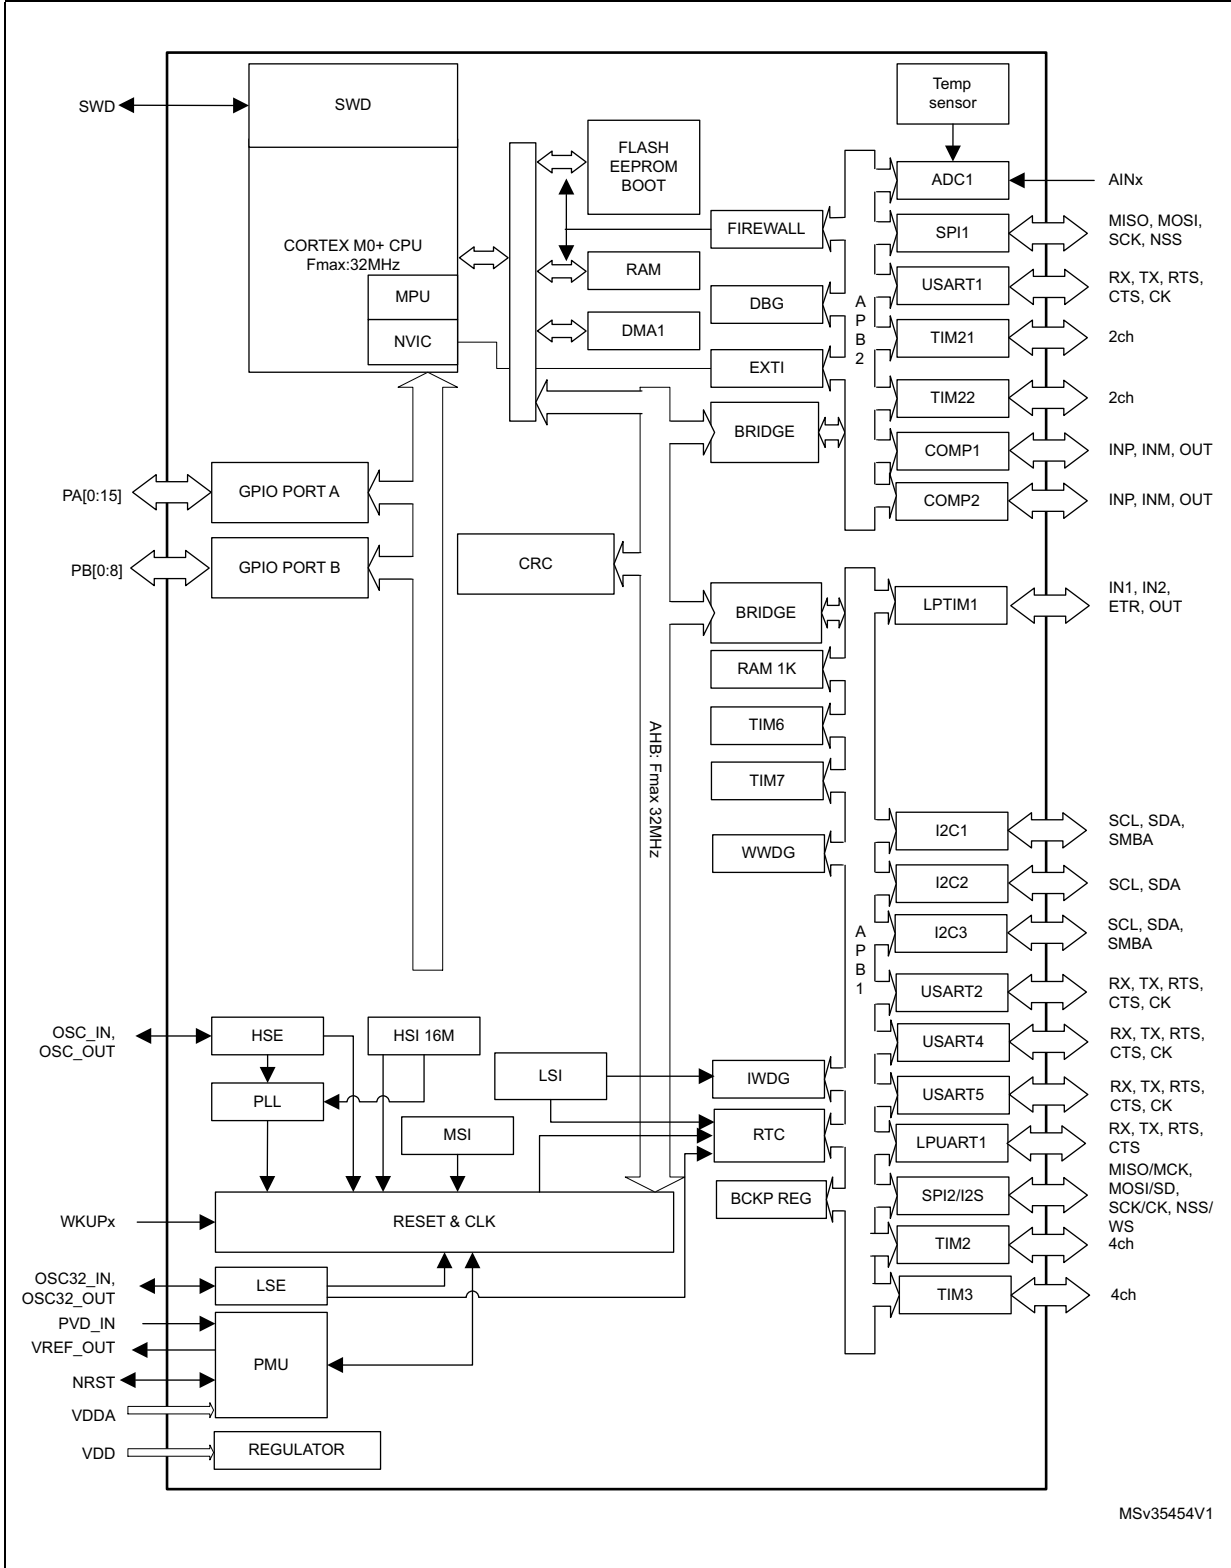 SWD
SWD
CORTEX M0+ CPU
Fmax:32MHz
MPU
NVIC
FLASH
EEPROM
BOOT
RAM
DMA1
FIREWALL
DBG
EXTI
BRIDGE
A
P
B
2
Temp
sensor
ADC1
AINx
SPI1
MISO, MOSI,
SCK, NSS
USART1
RX, TX, RTS,
CTS, CK
TIM21
2ch
TIM22
2ch
COMP1
INP, INM, OUT
COMP2
INP, INM, OUT
PA[0:15]
GPIO PORT A
PB[0:8]
GPIO PORT B
CRC
AHB: Fmax 32MHz
BRIDGE
RAM 1K
TIM6
TIM7
WWDG
A
P
B
1
LPTIM1
IN1, IN2,
ETR, OUT
I2C1
SCL, SDA,
SMBA
I2C2
SCL, SDA
I2C3
SCL, SDA,
SMBA
USART2
RX, TX, RTS,
CTS, CK
USART4
RX, TX, RTS,
CTS, CK
USART5
RX, TX, RTS,
CTS, CK
LPUART1
RX, TX, RTS,
CTS
SPI2/I2S
MISO/MCK,
MOSI/SD,
SCK/CK, NSS/
WS
TIM2
4ch
TIM3
4ch
OSC_IN,
OSC_OUT
HSE
HSI 16M
PLL
LSI
MSI
IWDG
RTC
BCKP REG
WKUPx
RESET & CLK
OSC32_IN,
OSC32_OUT
LSE
PVD_IN
VREF_OUT
NRST
VDDA
PMU
VDD
REGULATOR
MSv35454V1